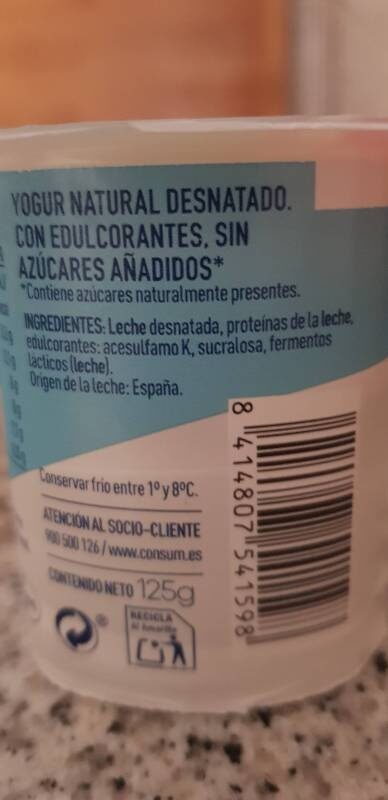 YOGUR NATURAL DESNATADO.
CON EDULCORANTES, SIN
AZÚCARES AÑADIDOS*
*Contiene azúcares naturalmente presentes.
INGREDIENTES: Leche desnatada, proteínas de la leche,
edulcorantes: acesulfamo K, sucralosa, fermentos
lácticos (leche).
Origen de la leche: España.
Conservar frío entre 1º y 8ºC.
ATENCIÓN AL SOCIO-CLIENTE
900 500 126 / www.consum.es
CONTENIDO NETO 125g
RECICLA
al Amarillo
8 414807 541598